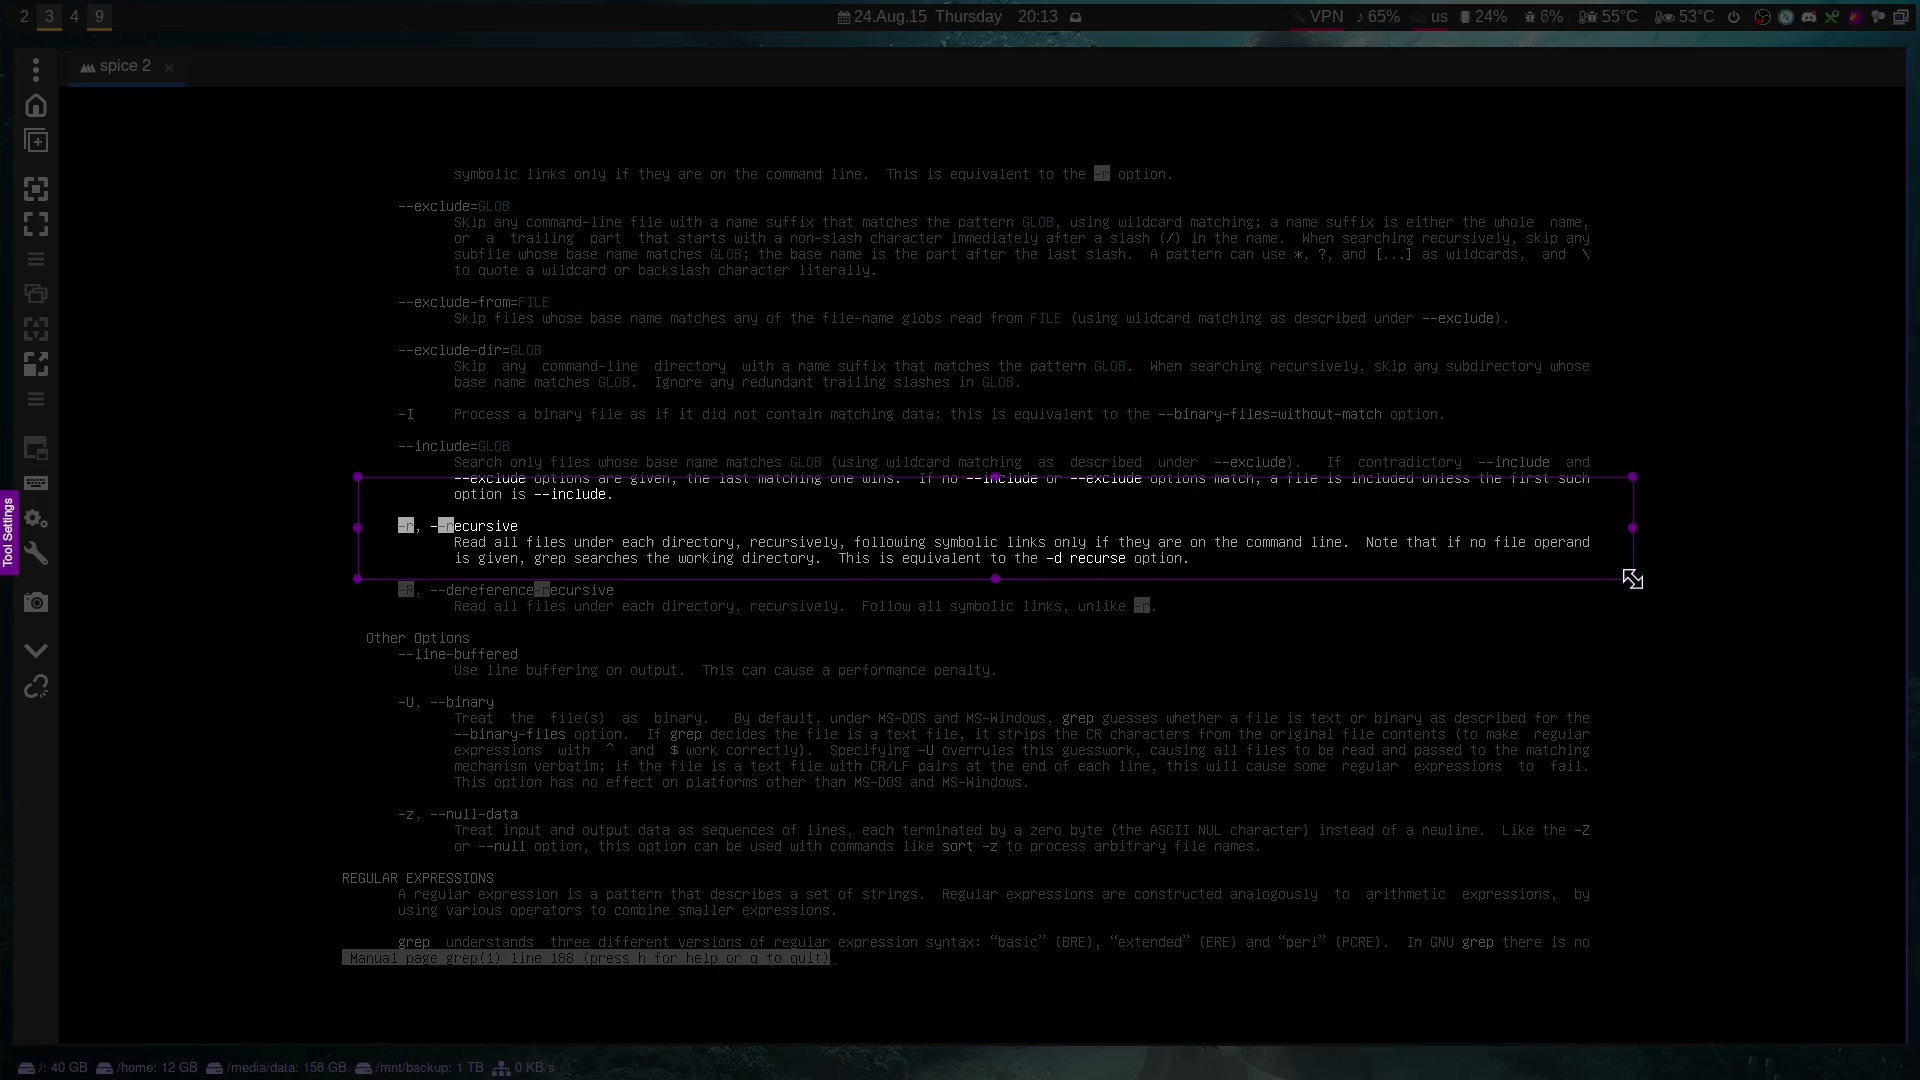 2 3 4 9
24.Aug.15 Thursday 20:13
VPN 65% us 24% 6% 55°C 53°C
spice 2
symbolic links only if they are on the command line.  This is equivalent to the -r option.
--exclude=GLOB
Skip any command-line file with a name suffix that matches the pattern GLOB, using wildcard matching; a name suffix is either the whole  name,
or  a  trailing  part  that starts with a non-slash character immediately after a slash (/) in the name.  When searching recursively, skip any
subfile whose base name matches GLOB; the base name is the part after the last slash.  A pattern can use *, ?, and [...] as wildcards,  and  \
to quote a wildcard or backslash character literally.
--exclude-from=FILE
Skip files whose base name matches any of the file-name globs read from FILE (using wildcard matching as described under --exclude).
--exclude-dir=GLOB
Skip  any  command-line  directory  with a name suffix that matches the pattern GLOB.  When searching recursively, skip any subdirectory whose
base name matches GLOB.  Ignore any redundant trailing slashes in GLOB.
-I     Process a binary file as if it did not contain matching data; this is equivalent to the --binary-files=without-match option.
--include=GLOB
Search only files whose base name matches GLOB (using wildcard matching  as  described  under  --exclude).  If  contradictory  --include  and
--exclude options are given, the last matching one wins.  If no --include or --exclude options match, a file is included unless the first such
option is --include.
-r, --recursive
Read all files under each directory, recursively, following symbolic links only if they are on the command line.  Note that if no file operand
is given, grep searches the working directory.  This is equivalent to the -d recurse option.
-R, --dereference-recursive
Read all files under each directory, recursively.  Follow all symbolic links, unlike -r.
Other Options
--line-buffered
Use line buffering on output.  This can cause a performance penalty.
-U, --binary
Treat  the  file(s)  as  binary.   By default, under MS-DOS and MS-Windows, grep guesses whether a file is text or binary as described for the
--binary-files option.  If grep decides the file is a text file, it strips the CR characters from the original file contents (to make  regular
expressions  with  ^  and  $ work correctly).  Specifying -U overrules this guesswork, causing all files to be read and passed to the matching
mechanism verbatim; if the file is a text file with CR/LF pairs at the end of each line, this will cause some  regular  expressions  to  fail.
This option has no effect on platforms other than MS-DOS and MS-Windows.
-z, --null-data
Treat input and output data as sequences of lines, each terminated by a zero byte (the ASCII NUL character) instead of a newline.  Like the -Z
or --null option, this option can be used with commands like sort -z to process arbitrary file names.
REGULAR EXPRESSIONS
A regular expression is a pattern that describes a set of strings.  Regular expressions are constructed analogously  to  arithmetic  expressions,  by
using various operators to combine smaller expressions.
grep  understands  three different versions of regular expression syntax: “basic” (BRE), “extended” (ERE) and “perl” (PCRE).  In GNU grep there is no
Manual page grep(1) line 188 (press h for help or q to quit)
Tool Settings
/: 40 GB /home: 12 GB /media/data: 158 GB. /mnt/backup: 1 TB 0 KB/s